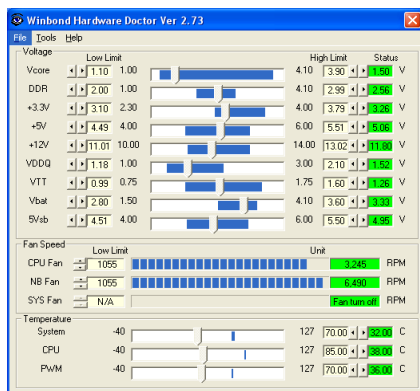 Winbond Hardware Doctor Ver 2.73
File Tools Help
Voltage
Low Limit High Limit Status
Vcore 1.10 1.00 4.10 3.90 1.50 V
DDR 2.00 1.00 4.10 2.99 2.56 V
+3.3V 3.10 2.30 4.00 3.79 3.26 V
+5V 4.49 4.00 6.00 5.51 5.06 V
+12V 11.01 10.00 14.00 13.02 11.80 V
VDDQ 1.18 1.00 3.00 2.10 1.52 V
VTT 0.99 0.75 1.75 1.60 1.26 V
Vbat 2.80 1.50 4.10 3.60 3.33 V
5Vsb 4.51 4.00 6.00 5.50 4.95 V
Fan Speed
Low Limit Unit
CPU Fan 1055 3,245 RPM
NB Fan 1055 6,490 RPM
SYS Fan N/A Fan turn off RPM
Temperature
System -40 127 70.00 32.00 C
CPU -40 127 85.00 38.00 C
PWM -40 127 70.00 36.00 C